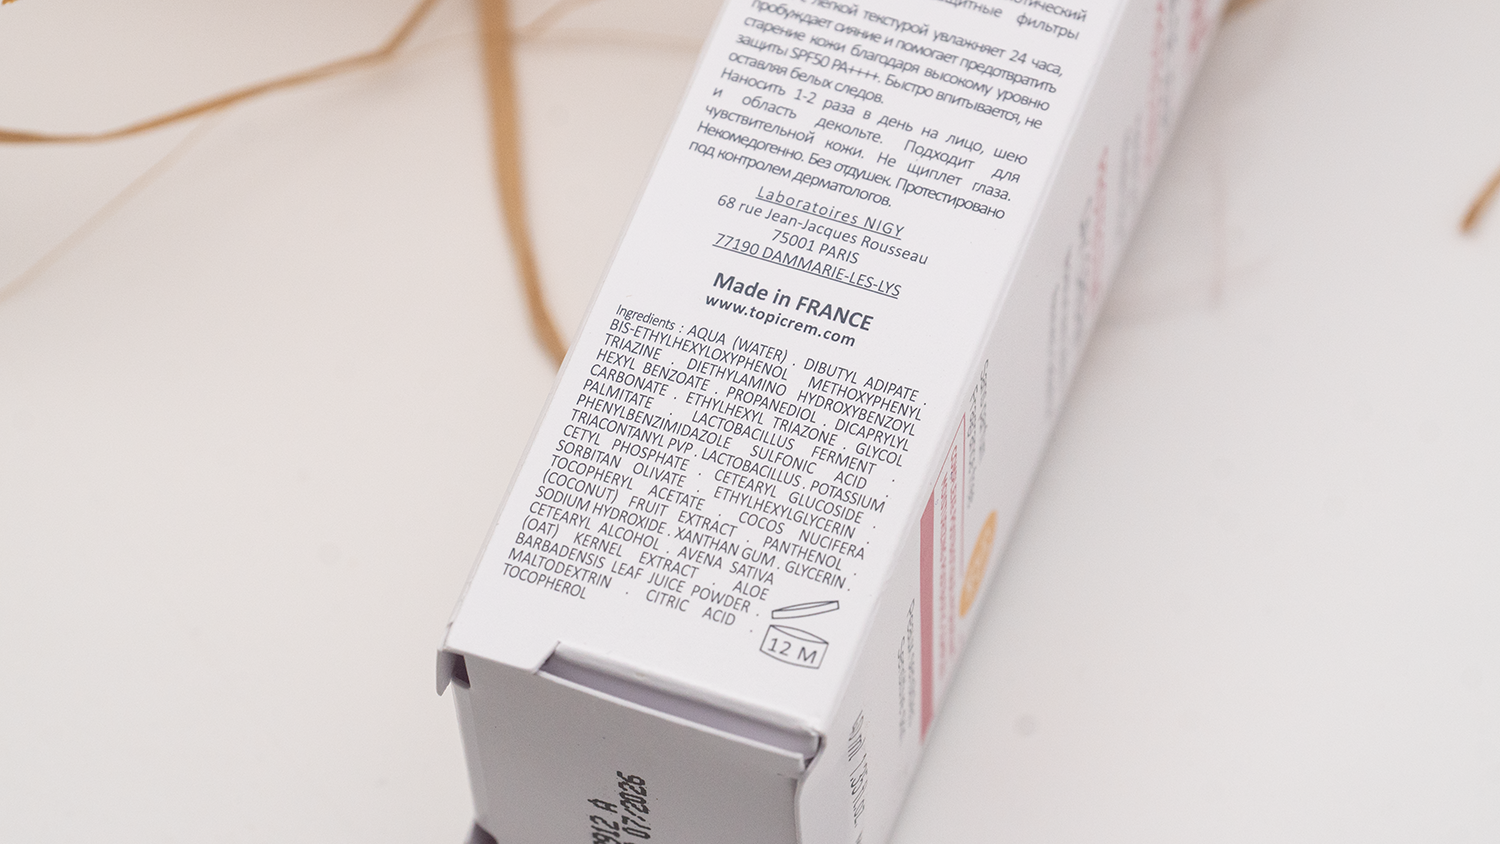 отический
щитные фильтры
лёгкой текстурой увлажняет 24 часа,
пробуждает сияние и помогает предотвратить
старение кожи благодаря высокому уровню
защиты SPF50 PA++++. Быстро впитывается, не
оставляя белых следов.
Наносить 1-2 раза в день на лицо, шею
и область декольте. Подходит для
чувствительной кожи. Не щиплет глаза.
Некомедогенно. Без отдушек. Протестировано
под контролем дерматологов.
Laboratoires NIGY
68 rue Jean-Jacques Rousseau
75001 PARIS
77190 DAMMARIE-LES-LYS
Made in FRANCE
www.topicrem.com
Ingredients : AQUA (WATER) . DIBUTYL ADIPATE .
BIS-ETHYLHEXYLOXYPHENOL METHOXYPHENYL
TRIAZINE . DIETHYLAMINO HYDROXYBENZOYL
HEXYL BENZOATE . PROPANEDIOL . DICAPRYLYL
CARBONATE . ETHYLHEXYL TRIAZONE . GLYCOL
PALMITATE . LACTOBACILLUS FERMENT .
PHENYLBENZIMIDAZOLE SULFONIC ACID .
TRIACONTANYL PVP . LACTOBACILLUS . POTASSIUM
CETYL PHOSPHATE . CETEARYL GLUCOSIDE .
SORBITAN OLIVATE . ETHYLHEXYLGLYCERIN .
TOCOPHERYL ACETATE . COCOS NUCIFERA
(COCONUT) FRUIT EXTRACT . PANTHENOL .
SODIUM HYDROXIDE . XANTHAN GUM . GLYCERIN .
CETEARYL ALCOHOL . AVENA SATIVA
(OAT) KERNEL EXTRACT . ALOE
BARBADENSIS LEAF JUICE POWDER .
MALTODEXTRIN . CITRIC ACID .
TOCOPHEROL
12 M
912 A
07/2026